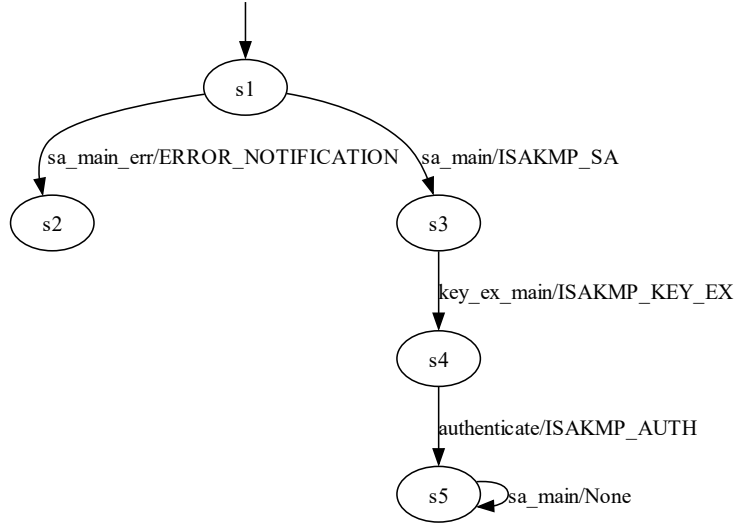 s1
sa_main_err/ERROR_NOTIFICATION
sa_main/ISAKMP_SA
s2
s3
key_ex_main/ISAKMP_KEY_EX
s4
authenticate/ISAKMP_AUTH
s5
sa_main/None